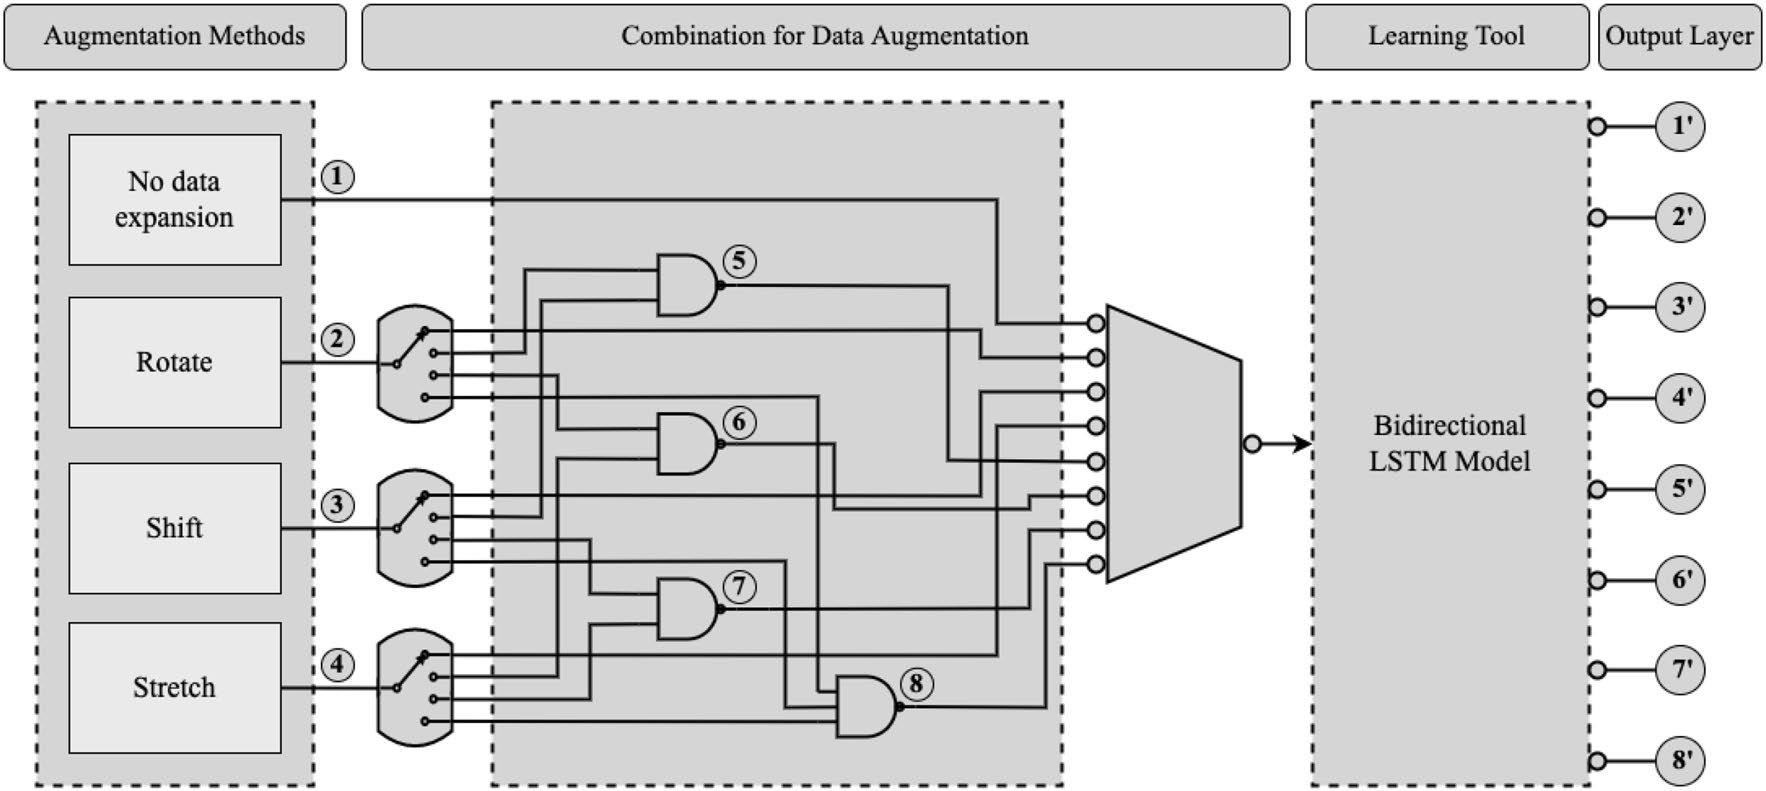 Augmentation Methods
Combination for Data Augmentation
Learning Tool
Output Layer
No data
expansion
Rotate
Shift
Stretch
1
2
3
4
5
6
7
8
Bidirectional
LSTM Model
1'
2'
3'
4'
5'
6'
7'
8'